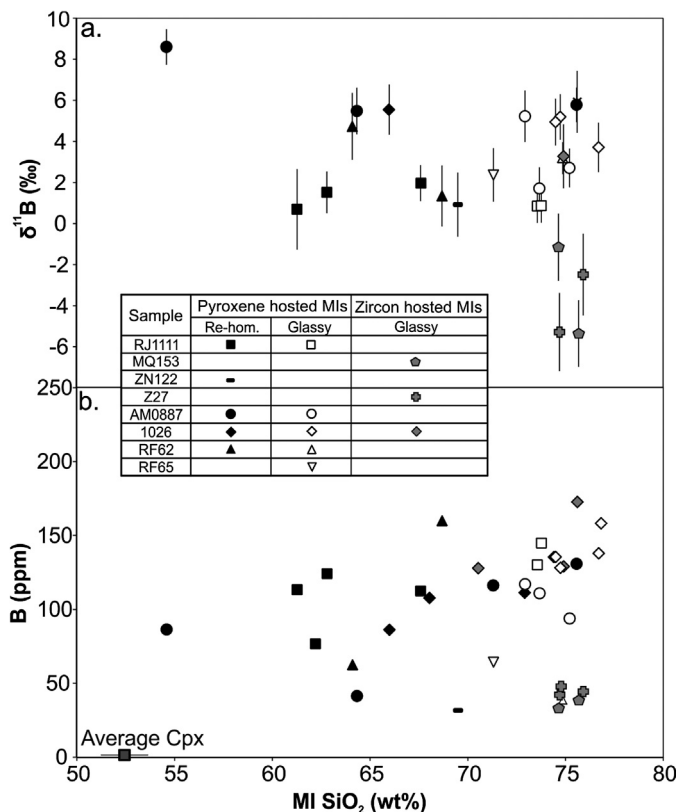 a.
10
8
6
4
2
0
-2
-4
-6
δ¹¹B (‰)
Sample Pyroxene hosted MIs Zircon hosted MIs
Re-hom. Glassy Glassy
RJ1111
MQ153
ZN122
Z27
AM0887
1026
RF62
RF65
b.
250
200
150
100
50
0
B (ppm)
Average Cpx
50 55 60 65 70 75 80
MI SiO₂ (wt%)